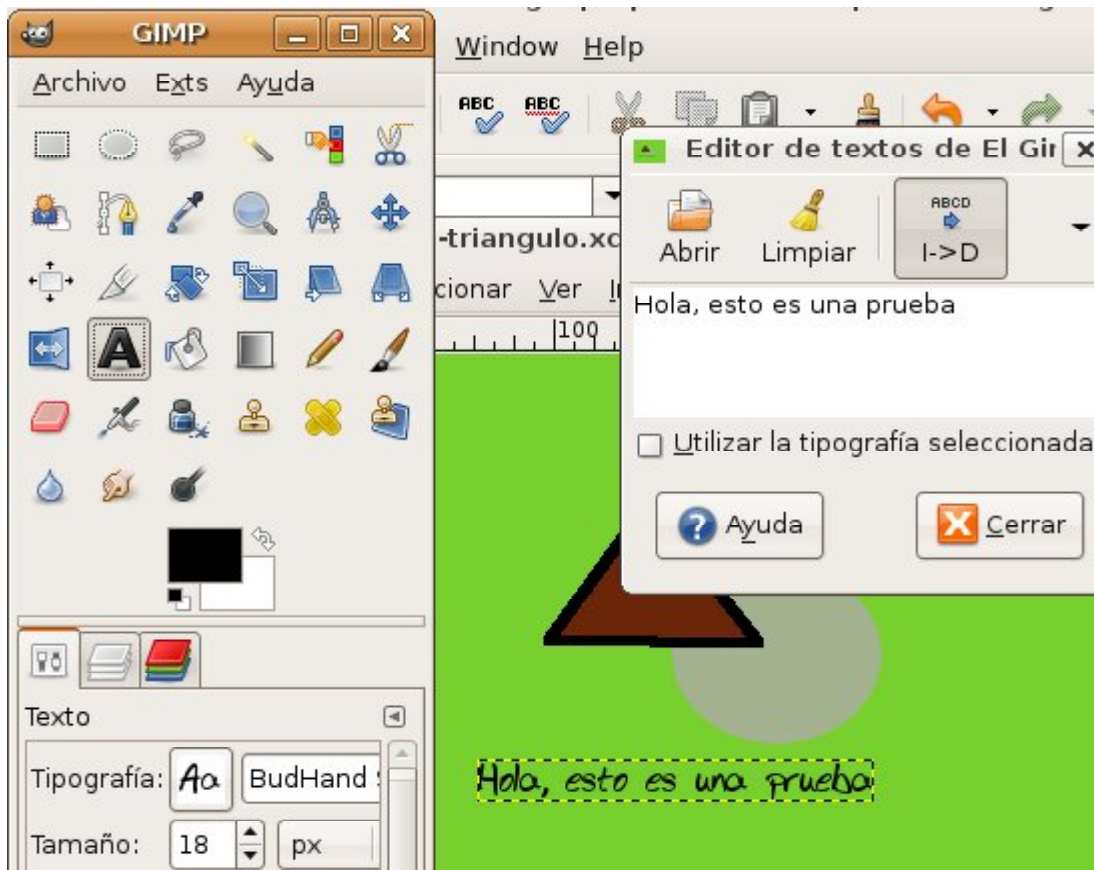 GIMP
Archivo Exts Ayuda
Window Help
ABC ABC
Editor de textos de El
Abrir Limpiar
ABCD
I->D
-triangulo.xc
cionar Ver
100
Hola, esto es una prueba
Utilizar la tipografía seleccionada
Ayuda Cerrar
Texto
Tipografía: Aa BudHand
Tamaño: 18 px
Hola, esto es una prueba